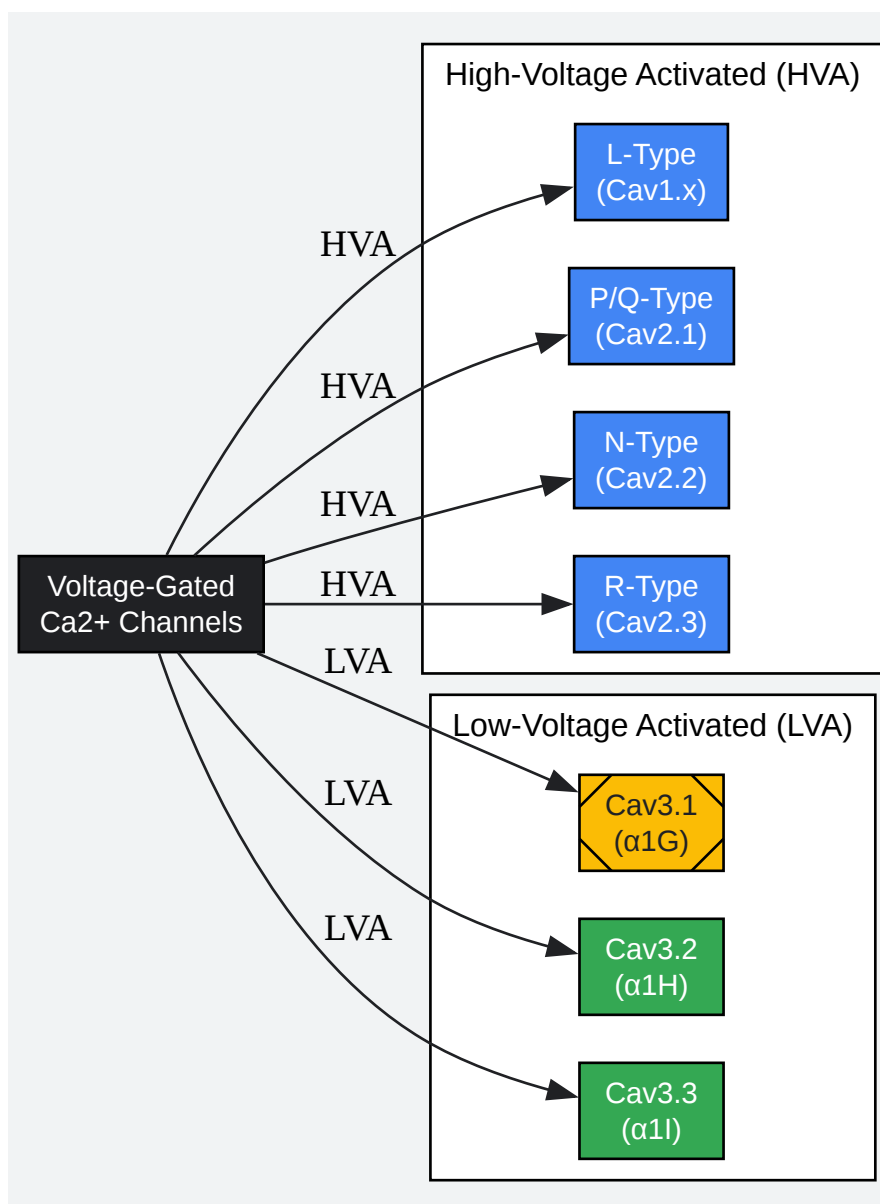 High-Voltage Activated (HVA)
L-Type
(Cav1.x)
HVA
P/Q-Type
(Cav2.1)
HVA
N-Type
(Cav2.2)
HVA
Voltage-Gated
Ca2+ Channels
HVA
R-Type
(Cav2.3)
LVA
Low-Voltage Activated (LVA)
Cav3.1
(α1G)
LVA
Cav3.2
(α1H)
LVA
Cav3.3
(α1I)